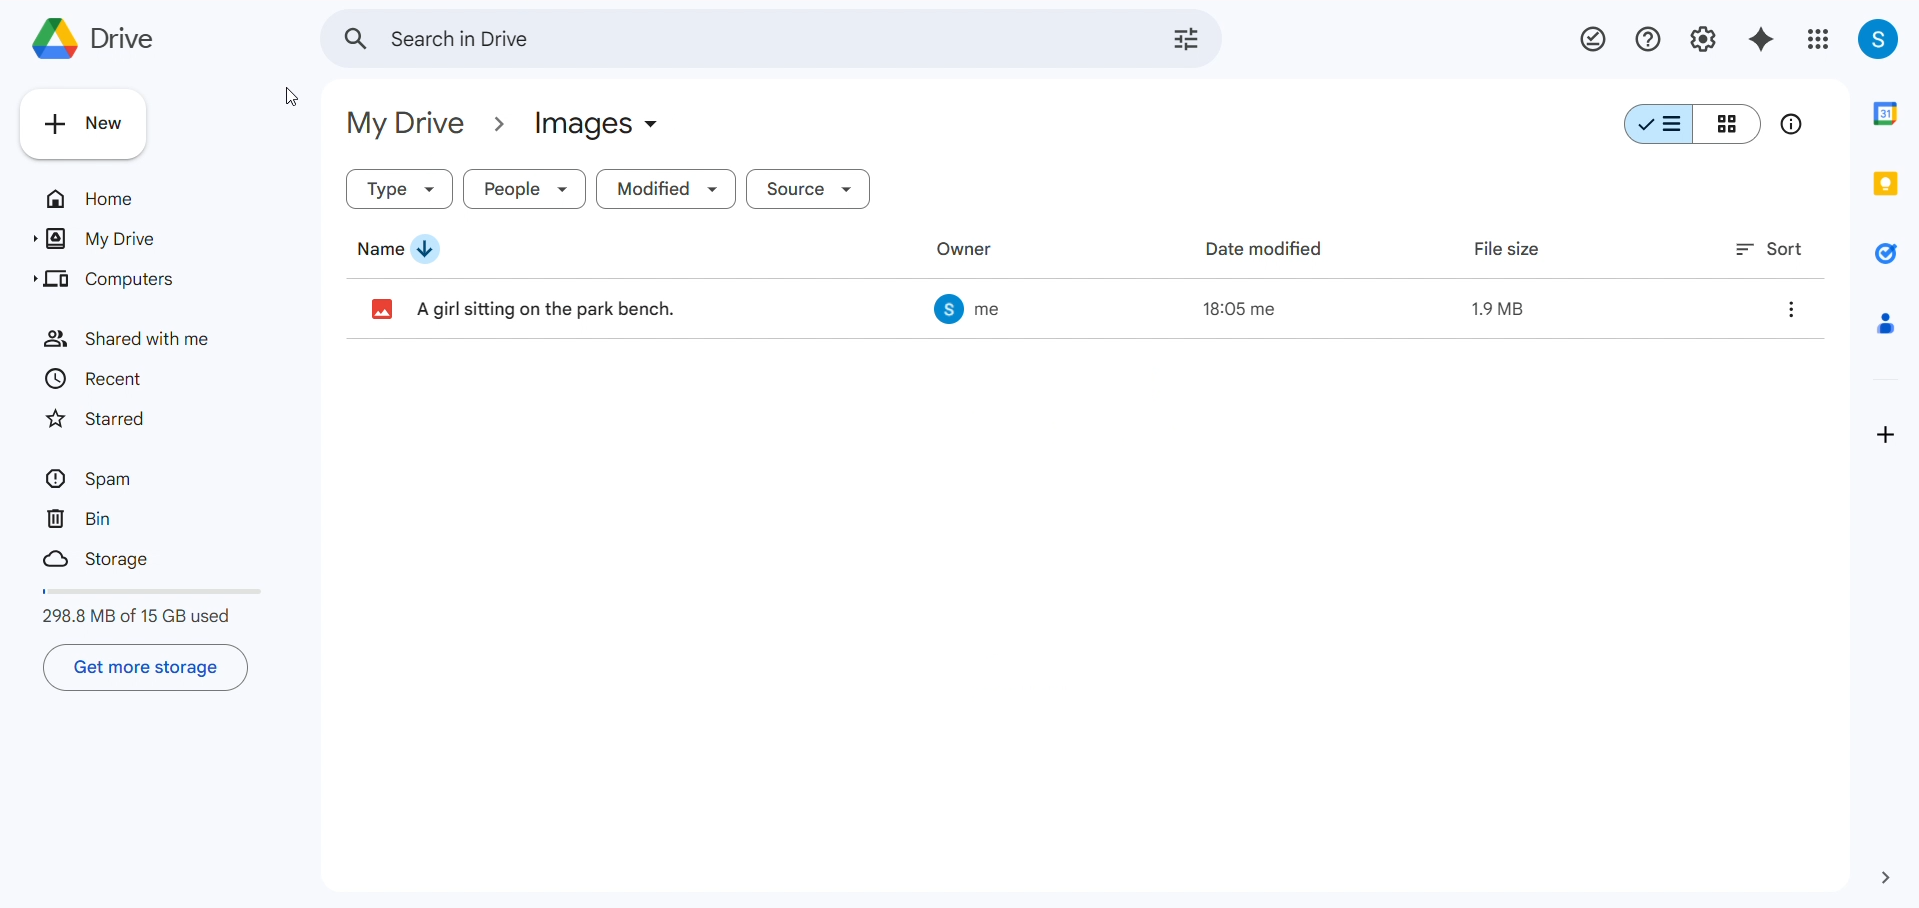 Drive
Search in Drive
S
New
My Drive > Images
31
Home
Type People Modified Source
My Drive
Name Owner Date modified File size Sort
Computers
A girl sitting on the park bench. S me 18:05 me 1.9 MB
Shared with me
Recent
Starred
Spam
Bin
Storage
298.8 MB of 15 GB used
Get more storage